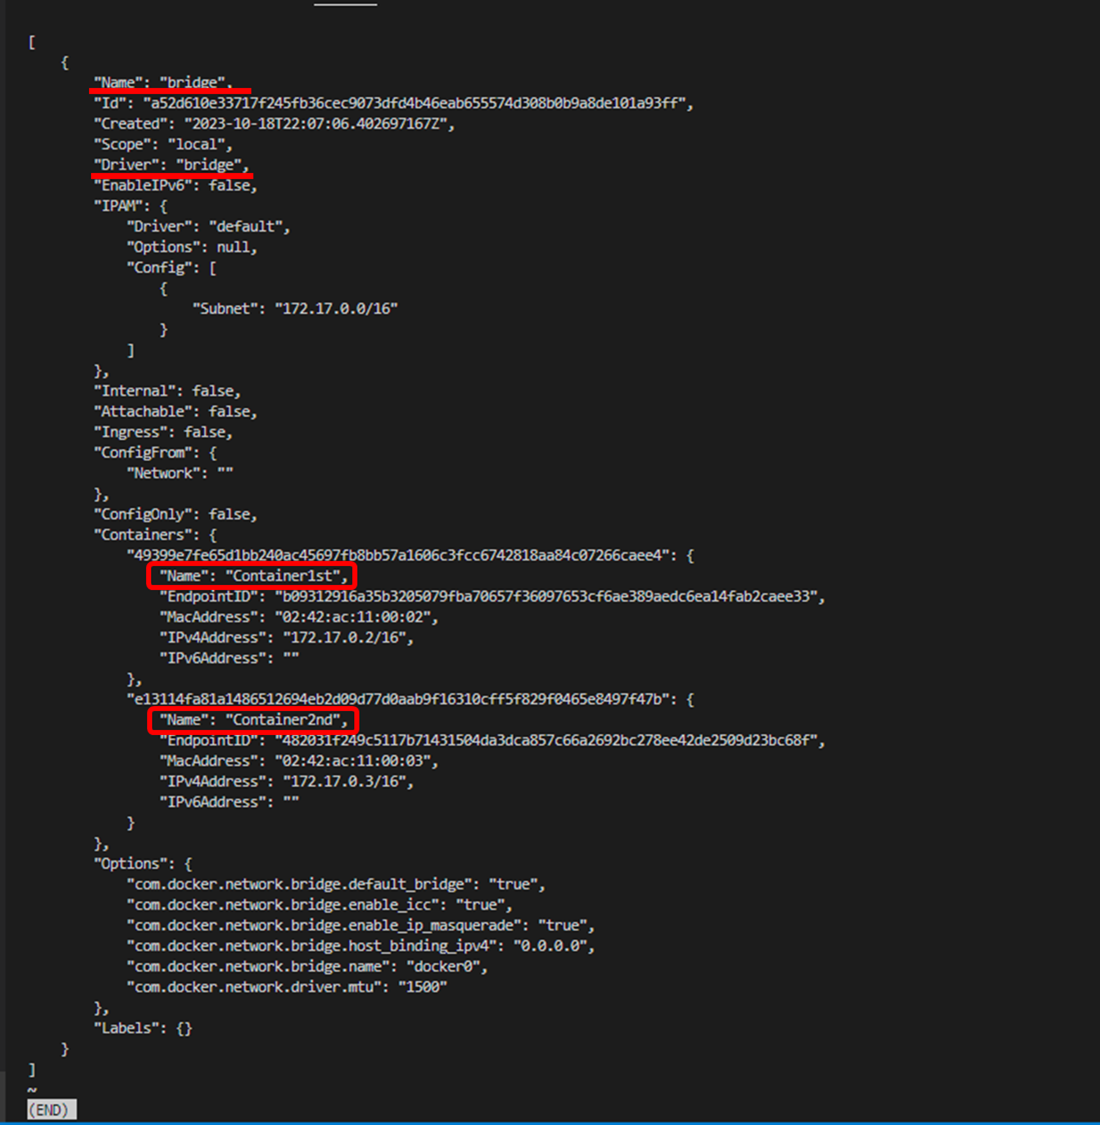 [
{
"Name": "bridge",
"Id": "a52d610e33717f245fb36cec9073dfd4b46eab655574d308b0b9a8de101a93ff",
"Created": "2023-10-18T22:07:06.402697167Z",
"Scope": "local",
"Driver": "bridge",
"EnableIPv6": false,
"IPAM": {
"Driver": "default",
"Options": null,
"Config": [
{
"Subnet": "172.17.0.0/16"
}
]
},
"Internal": false,
"Attachable": false,
"Ingress": false,
"ConfigFrom": {
"Network": ""
},
"ConfigOnly": false,
"Containers": {
"49399e7fe65d1bb240ac45697fb8bb57a1606c3fcc6742818aa84c07266caee4": {
"Name": "Container1st",
"EndpointID": "b09312916a35b3205079fba70657f36097653cf6ae389aedc6ea14fab2caee33",
"MacAddress": "02:42:ac:11:00:02",
"IPv4Address": "172.17.0.2/16",
"IPv6Address": ""
},
"e13114fa81a1486512694eb2d09d77d0aab9f16310cff5f829f0465e8497f47b": {
"Name": "Container2nd",
"EndpointID": "482031f249c5117b71431504da3dca857c66a2692bc278ee42de2509d23bc68f",
"MacAddress": "02:42:ac:11:00:03",
"IPv4Address": "172.17.0.3/16",
"IPv6Address": ""
}
},
"Options": {
"com.docker.network.bridge.default_bridge": "true",
"com.docker.network.bridge.enable_icc": "true",
"com.docker.network.bridge.enable_ip_masquerade": "true",
"com.docker.network.bridge.host_binding_ipv4": "0.0.0.0",
"com.docker.network.bridge.name": "docker0",
"com.docker.network.driver.mtu": "1500"
},
"Labels": {}
}
]
~
(END)